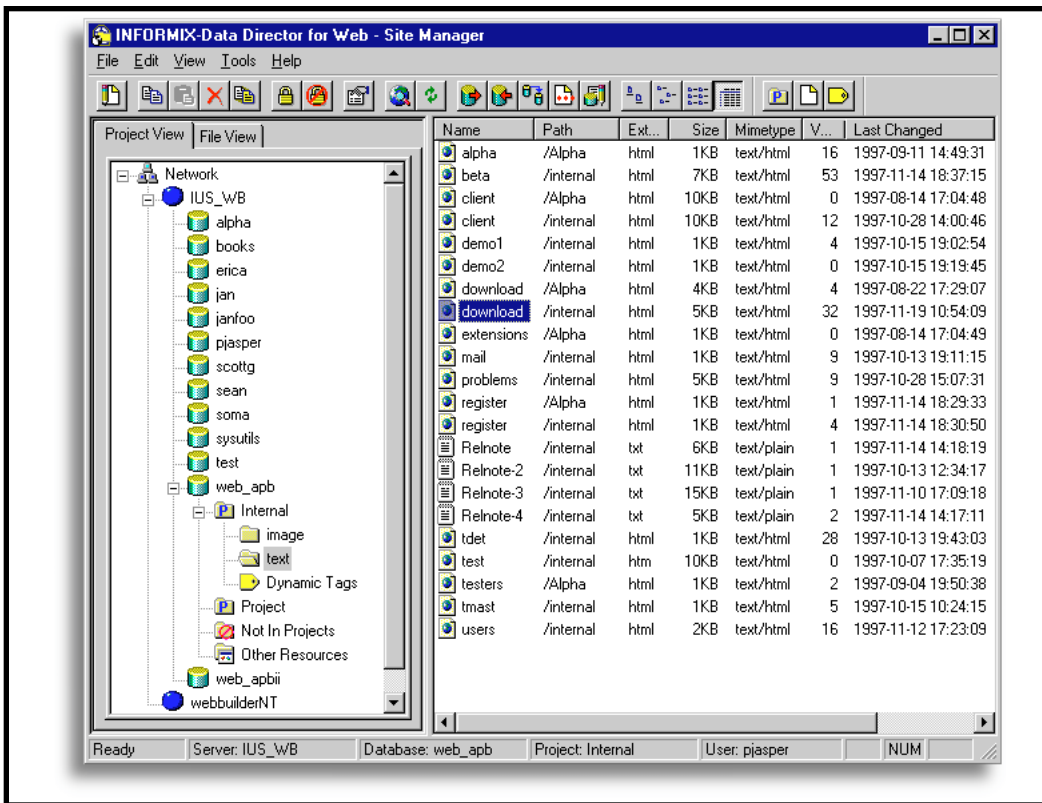 INFORMIX-Data Director for Web - Site Manager
File Edit View Tools Help
Project View File View
Network
IUS_WB
alpha
books
erica
jan
janfoo
pjasper
scottg
sean
soma
sysutils
test
web_apb
Internal
image
text
Dynamic Tags
Project
Not In Projects
Other Resources
web_apbii
webbuilderNT
Name Path Ext... Size Mimetype V... Last Changed
alpha /Alpha html 1KB text/html 16 1997-09-11 14:49:31
beta /internal html 7KB text/html 53 1997-11-14 18:37:15
client /Alpha html 10KB text/html 0 1997-08-14 17:04:48
client /internal html 10KB text/html 12 1997-10-28 14:00:46
demo1 /internal html 1KB text/html 4 1997-10-15 19:02:54
demo2 /internal html 1KB text/html 0 1997-10-15 19:19:45
download /Alpha html 4KB text/html 4 1997-08-22 17:29:07
download /internal html 5KB text/html 32 1997-11-19 10:54:09
extensions /Alpha html 1KB text/html 0 1997-08-14 17:04:49
mail /internal html 1KB text/html 9 1997-10-13 19:11:15
problems /internal html 5KB text/html 9 1997-10-28 15:07:31
register /Alpha html 1KB text/html 1 1997-11-14 18:29:33
register /internal html 1KB text/html 4 1997-11-14 18:30:50
Relnote /internal txt 6KB text/plain 1 1997-11-14 14:18:19
Relnote-2 /internal txt 11KB text/plain 1 1997-10-13 12:34:17
Relnote-3 /internal txt 15KB text/plain 1 1997-11-10 17:09:18
Relnote-4 /internal txt 5KB text/plain 2 1997-11-14 14:17:11
tdet /internal html 1KB text/html 28 1997-10-13 19:43:03
test /internal htm 10KB text/html 0 1997-10-07 17:35:19
testers /Alpha html 1KB text/html 2 1997-09-04 19:50:38
tmast /internal html 1KB text/html 5 1997-10-15 10:24:15
users /internal html 2KB text/html 16 1997-11-12 17:23:09
Ready Server: IUS_WB Database: web_apb Project: Internal User: pjasper NUM